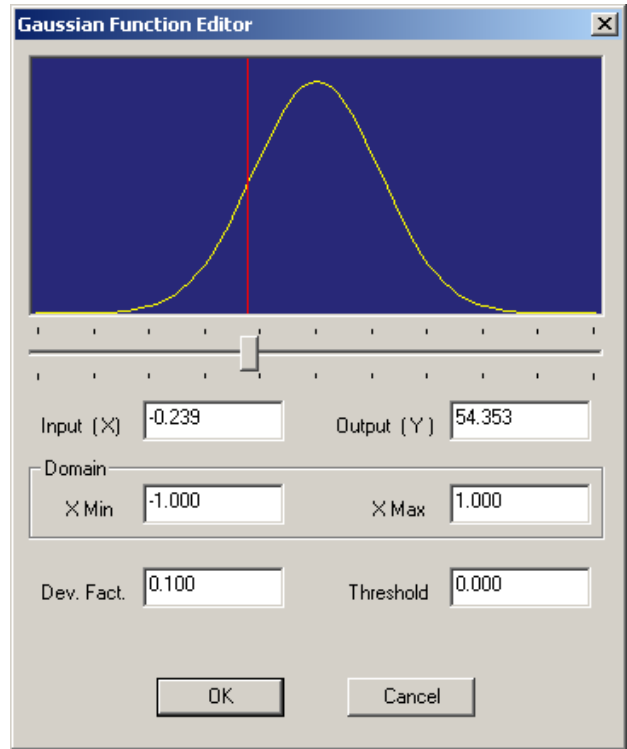 Gaussian Function Editor
Input (X) -0.239 Output (Y) 54.353
Domain
X Min -1.000 X Max 1.000
Dev. Fact. 0.100 Threshold 0.000
OK Cancel